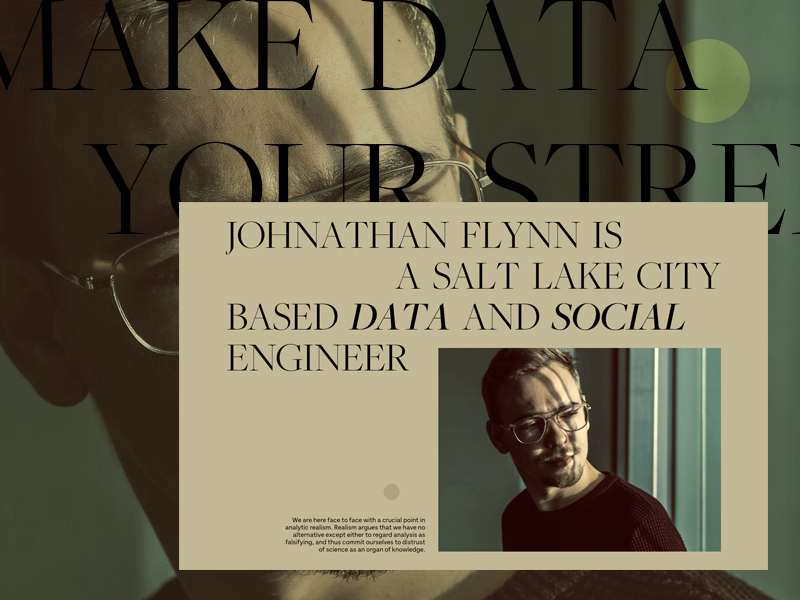 MAKE DATA
YOUR
JOHNATHAN FLYNN IS
A SALT LAKE CITY
BASED DATA AND SOCIAL
ENGINEER
We are here face to face with a crucial point in
analytic realism. Realism argues that we have no
alternative except either to regard analysis as
falsifying, and thus commit ourselves to distrust
of science as an organ of knowledge.